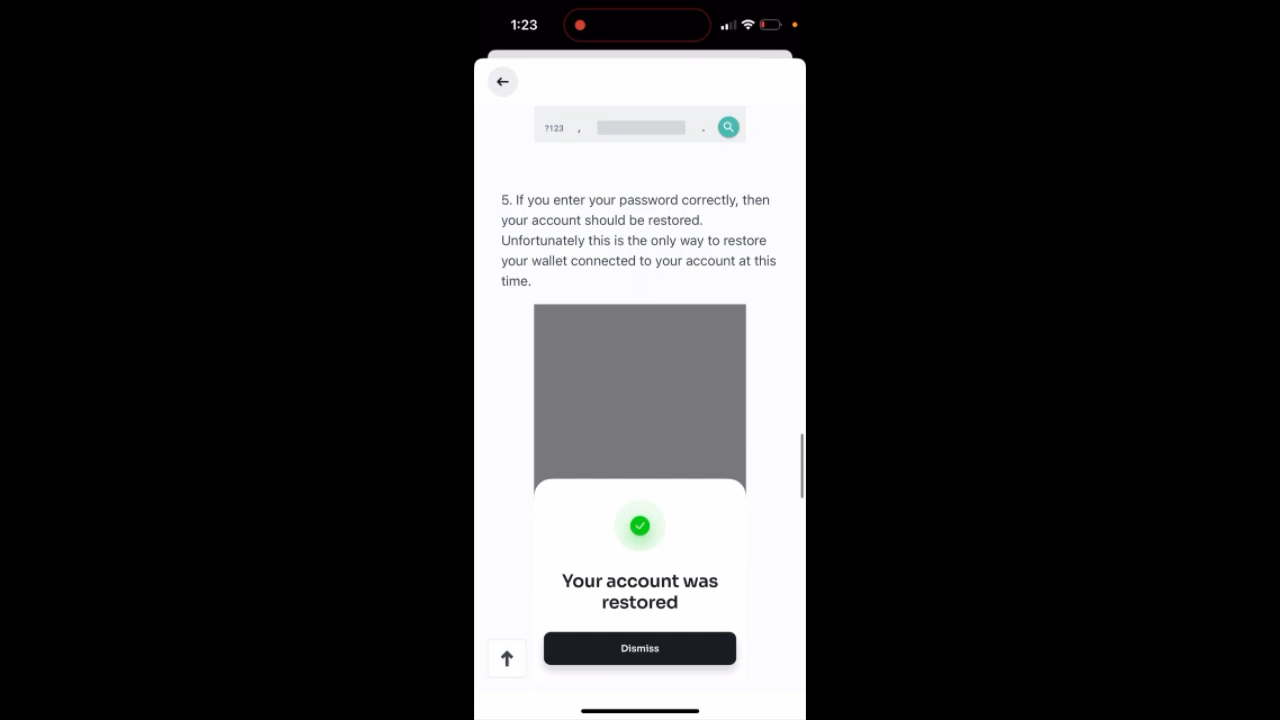 1:23
?123 , .
5. If you enter your password correctly, then
your account should be restored.
Unfortunately this is the only way to restore
your wallet connected to your account at this
time.
Your account was
restored
Dismiss